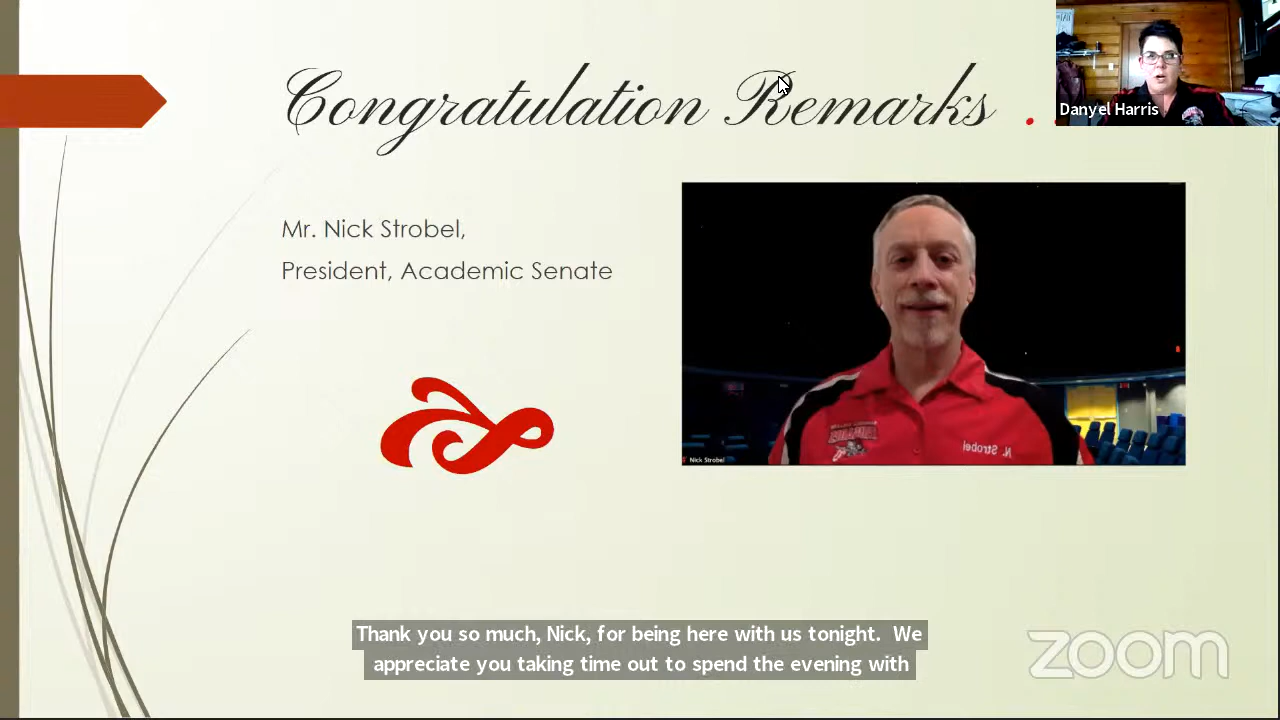 Congratulation Remarks ..
Danyel Harris
Mr. Nick Strobel,
President, Academic Senate
N. Strobel
Nick Strobel
Thank you so much, Nick, for being here with us tonight. We
appreciate you taking time out to spend the evening with
zoom